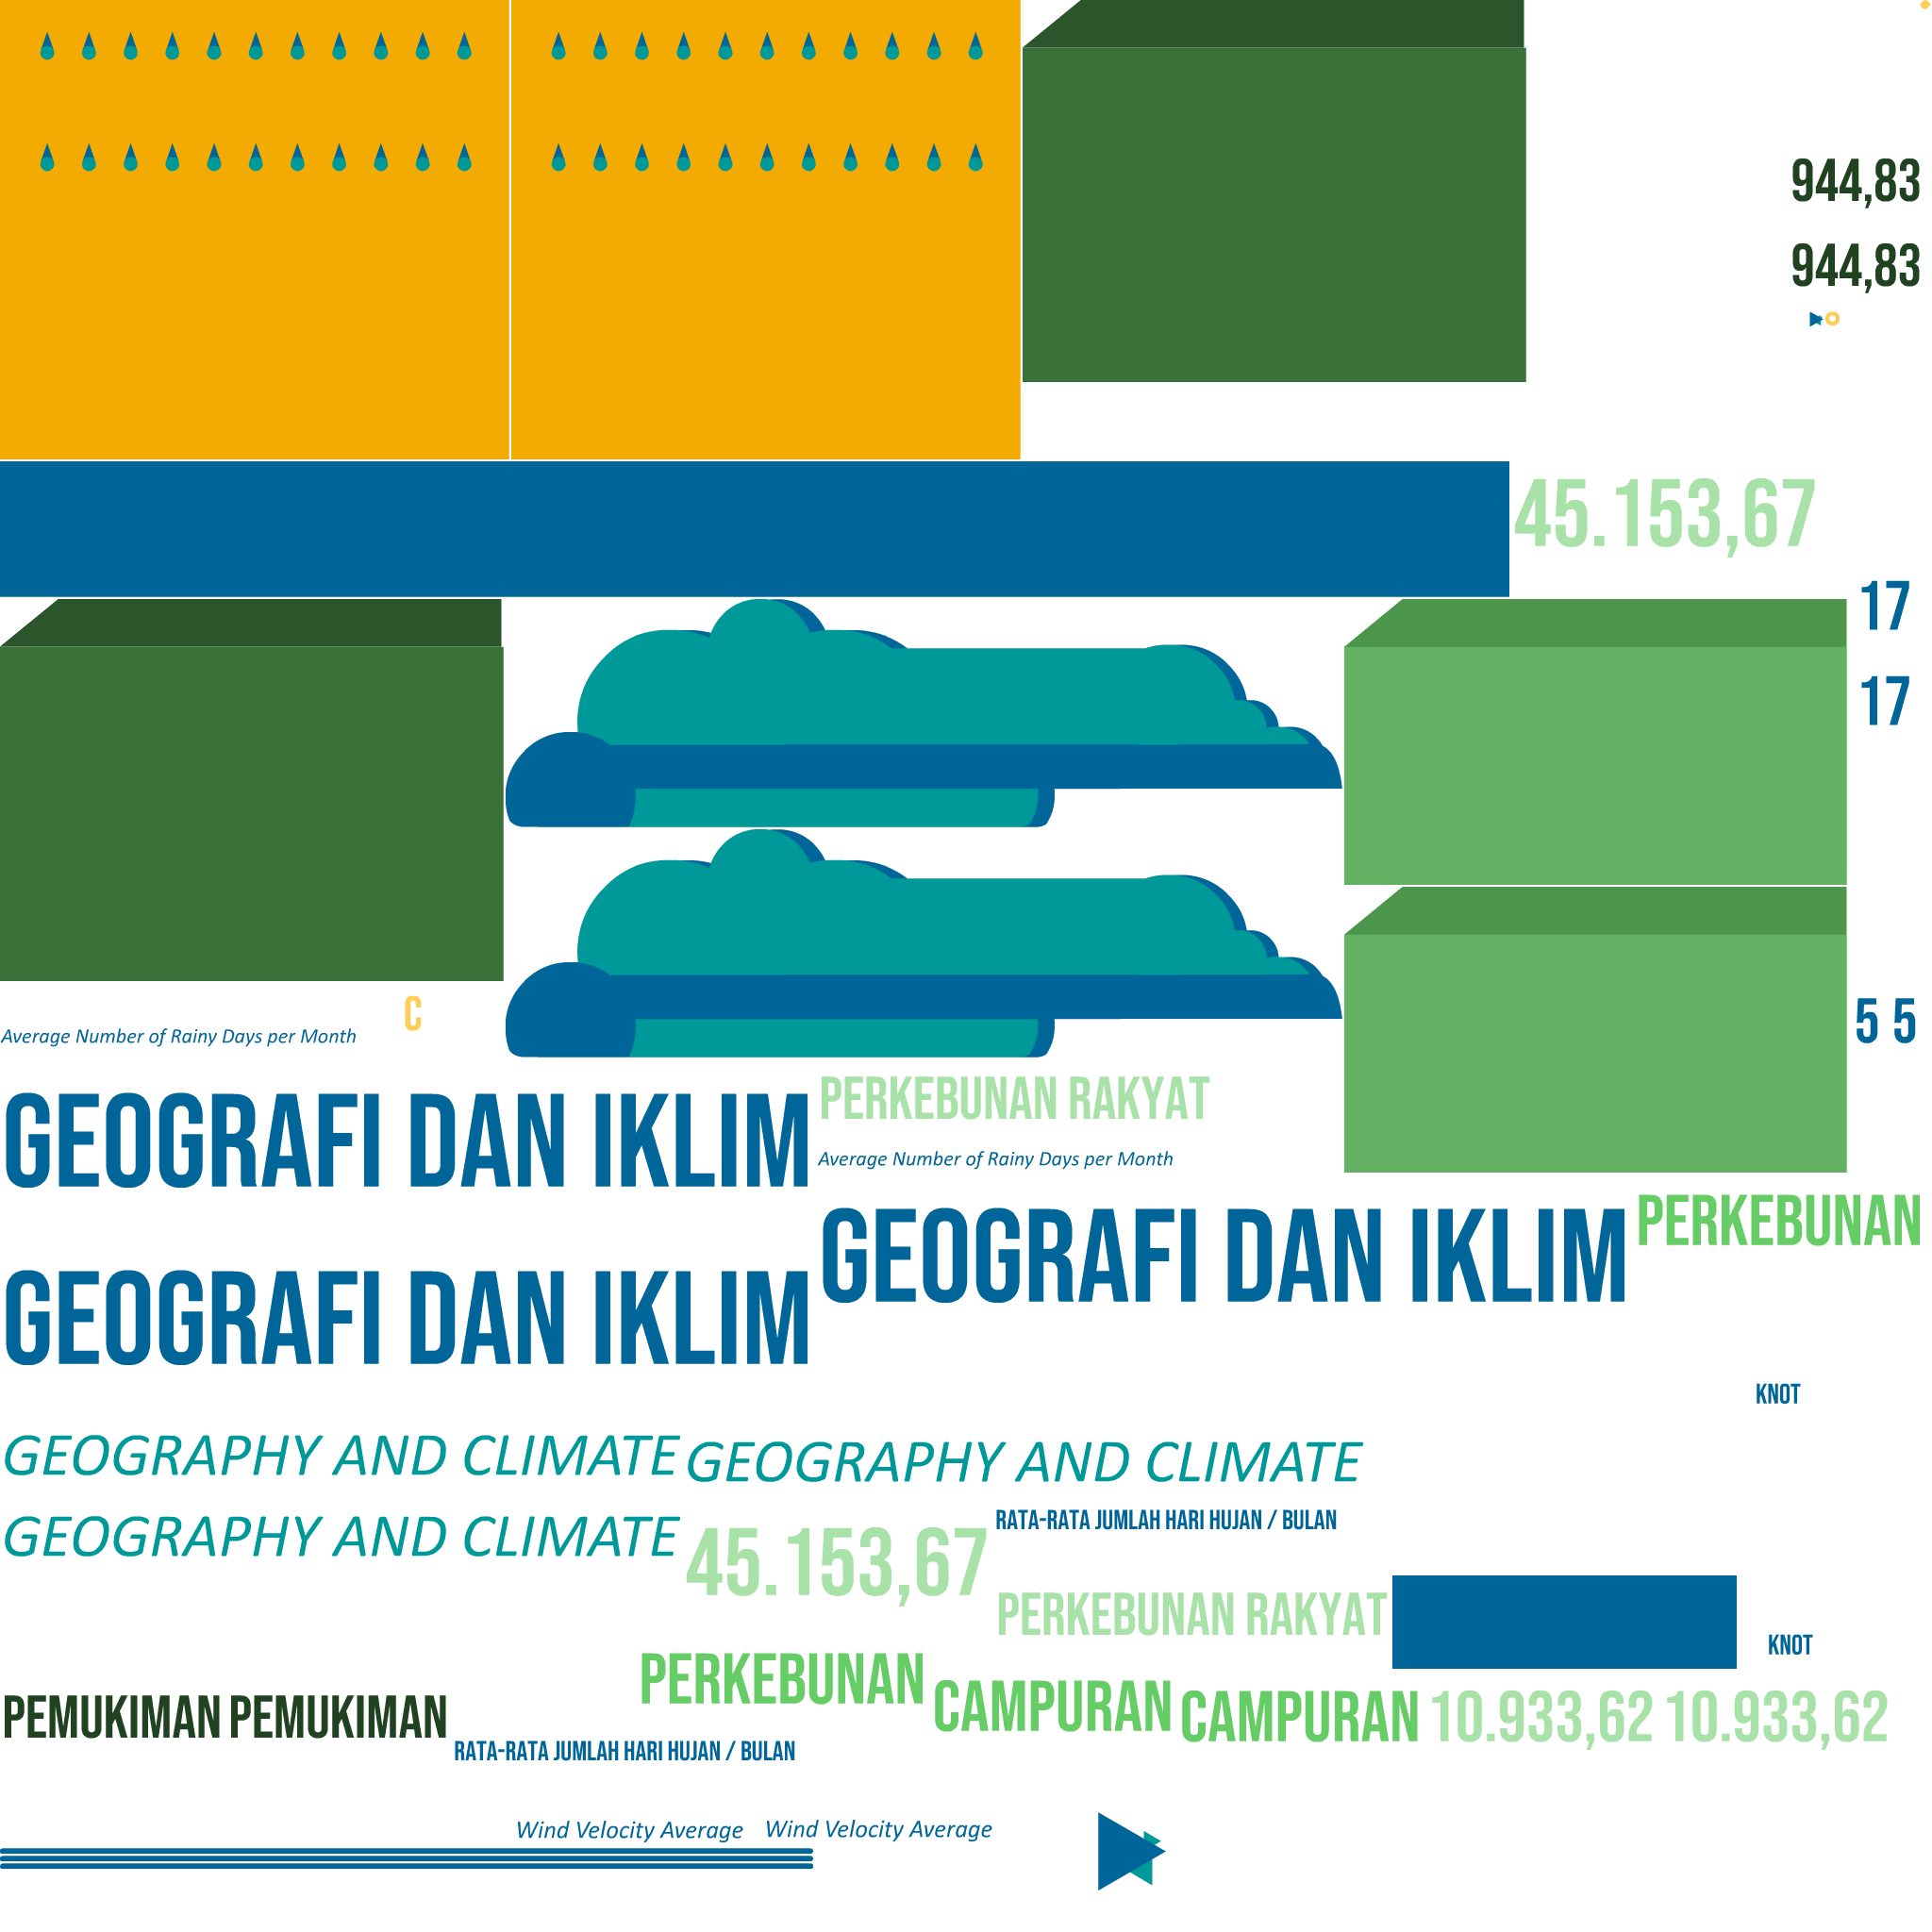 944,83
944,83
45.153,67
17
17
C
5 5
Average Number of Rainy Days per Month
PERKEBUNAN RAKYAT
GEOGRAFI DAN IKLIM
Average Number of Rainy Days per Month
PERKEBUNAN
GEOGRAFI DAN IKLIM
GEOGRAFI DAN IKLIM
KNOT
GEOGRAPHY AND CLIMATE
GEOGRAPHY AND CLIMATE
RATA-RATA JUMLAH HARI HUJAN / BULAN
GEOGRAPHY AND CLIMATE
45.153,67
PERKEBUNAN RAKYAT
KNOT
PERKEBUNAN
CAMPURAN
CAMPURAN
10.933,62 10.933,62
PEMUKIMAN PEMUKIMAN
RATA-RATA JUMLAH HARI HUJAN / BULAN
Wind Velocity Average
Wind Velocity Average